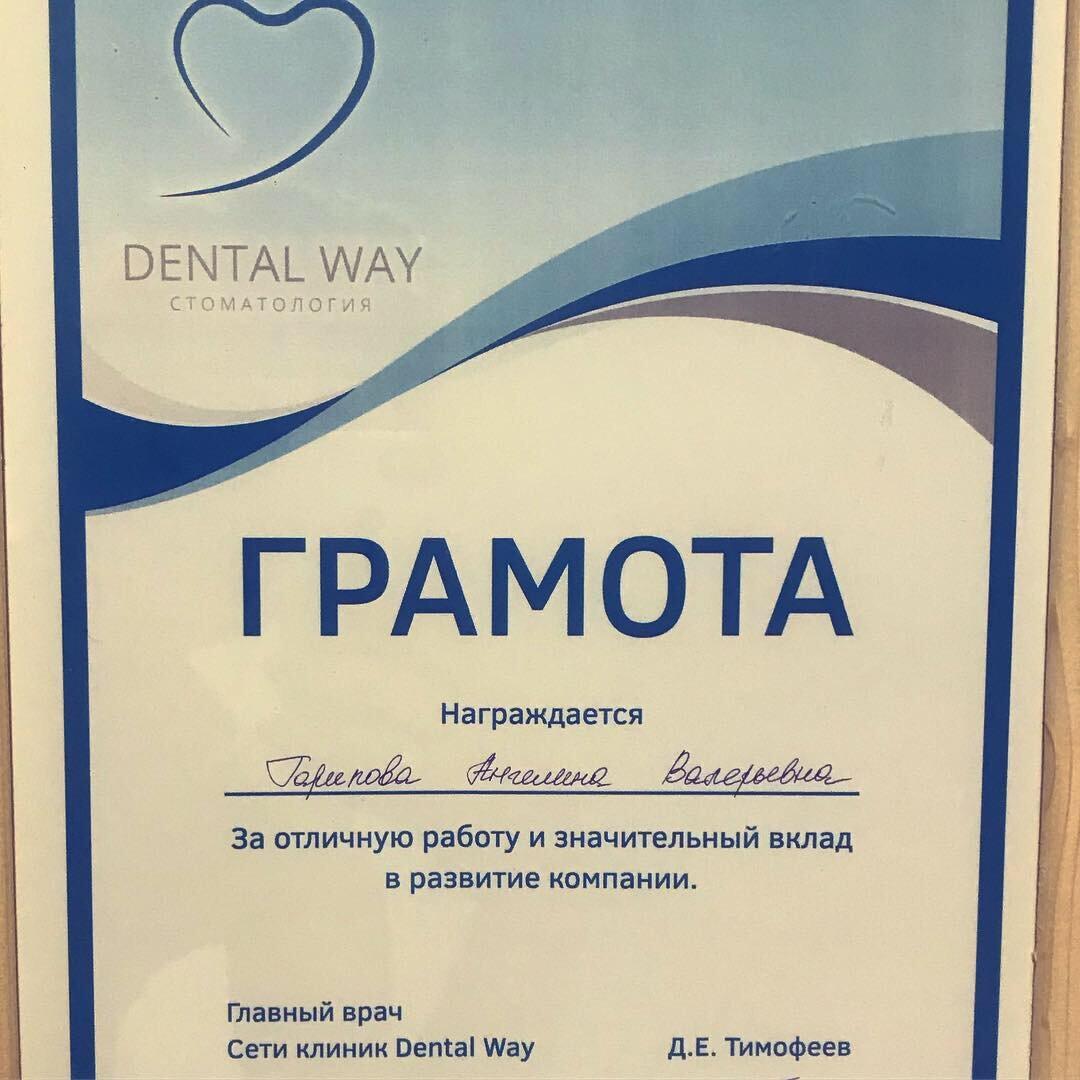 DENTAL WAY
СТОМАТОЛОГИЯ
ГРАМОТА
Награждается
Гарипова Ангелина Валерьевна
За отличную работу и значительный вклад
в развитие компании.
Главный врач
Сети клиник Dental Way Д.Е. Тимофеев